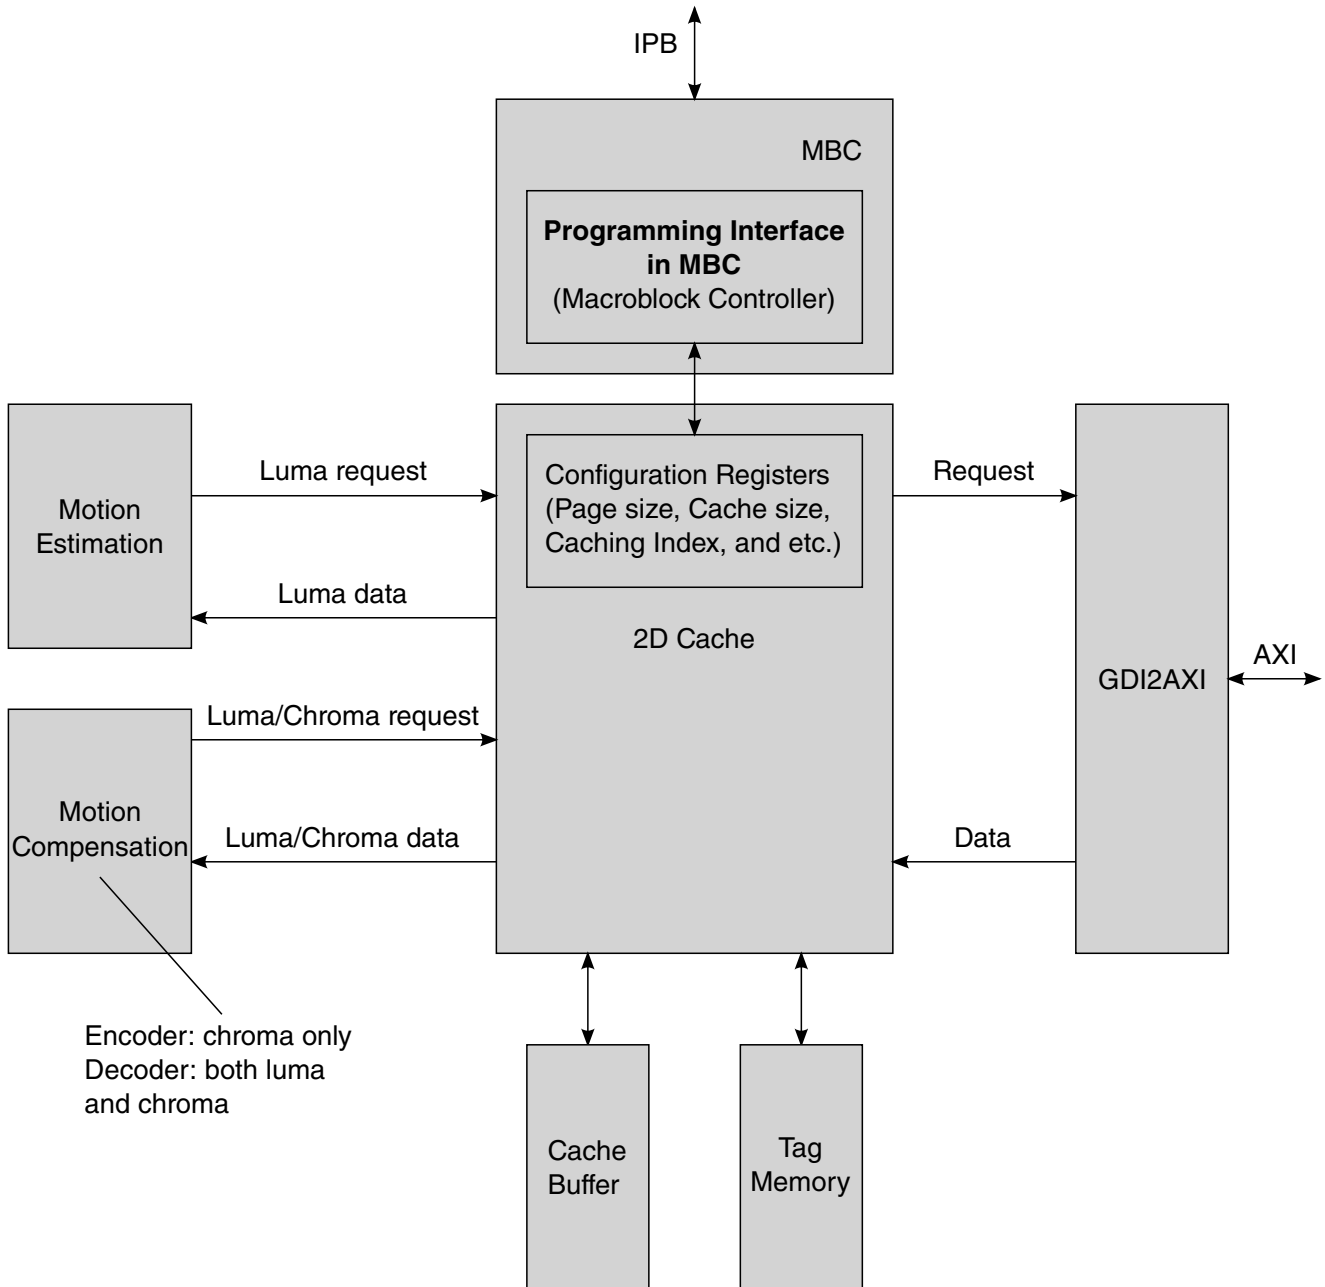 IPB
MBC
Programming Interface
in MBC
(Macroblock Controller)
Motion
Estimation
Luma request
Luma data
Configuration Registers
(Page size, Cache size,
Caching Index, and etc.)
2D Cache
Request
GDI2AXI
AXI
Motion
Compensation
Luma/Chroma request
Luma/Chroma data
Data
Encoder: chroma only
Decoder: both luma
and chroma
Cache
Buffer
Tag
Memory